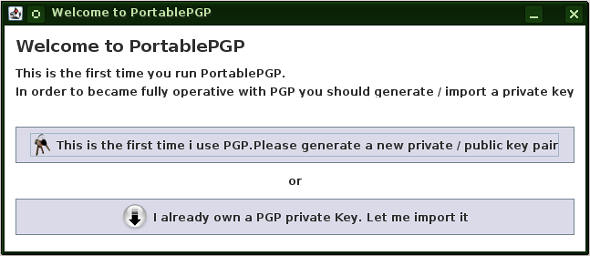 Welcome to PortablePGP
Welcome to PortablePGP
This is the first time you run PortablePGP.
In order to became fully operative with PGP you should generate / import a private key
This is the first time i use PGP.Please generate a new private / public key pair
or
I already own a PGP private Key. Let me import it